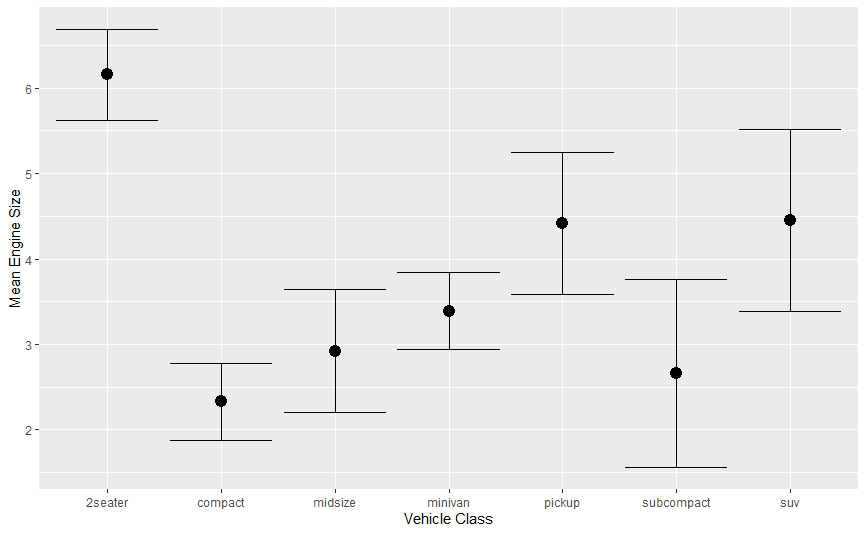 Mean Engine Size
6
5
4
3
2
2seater compact midsize minivan pickup subcompact suv
Vehicle Class